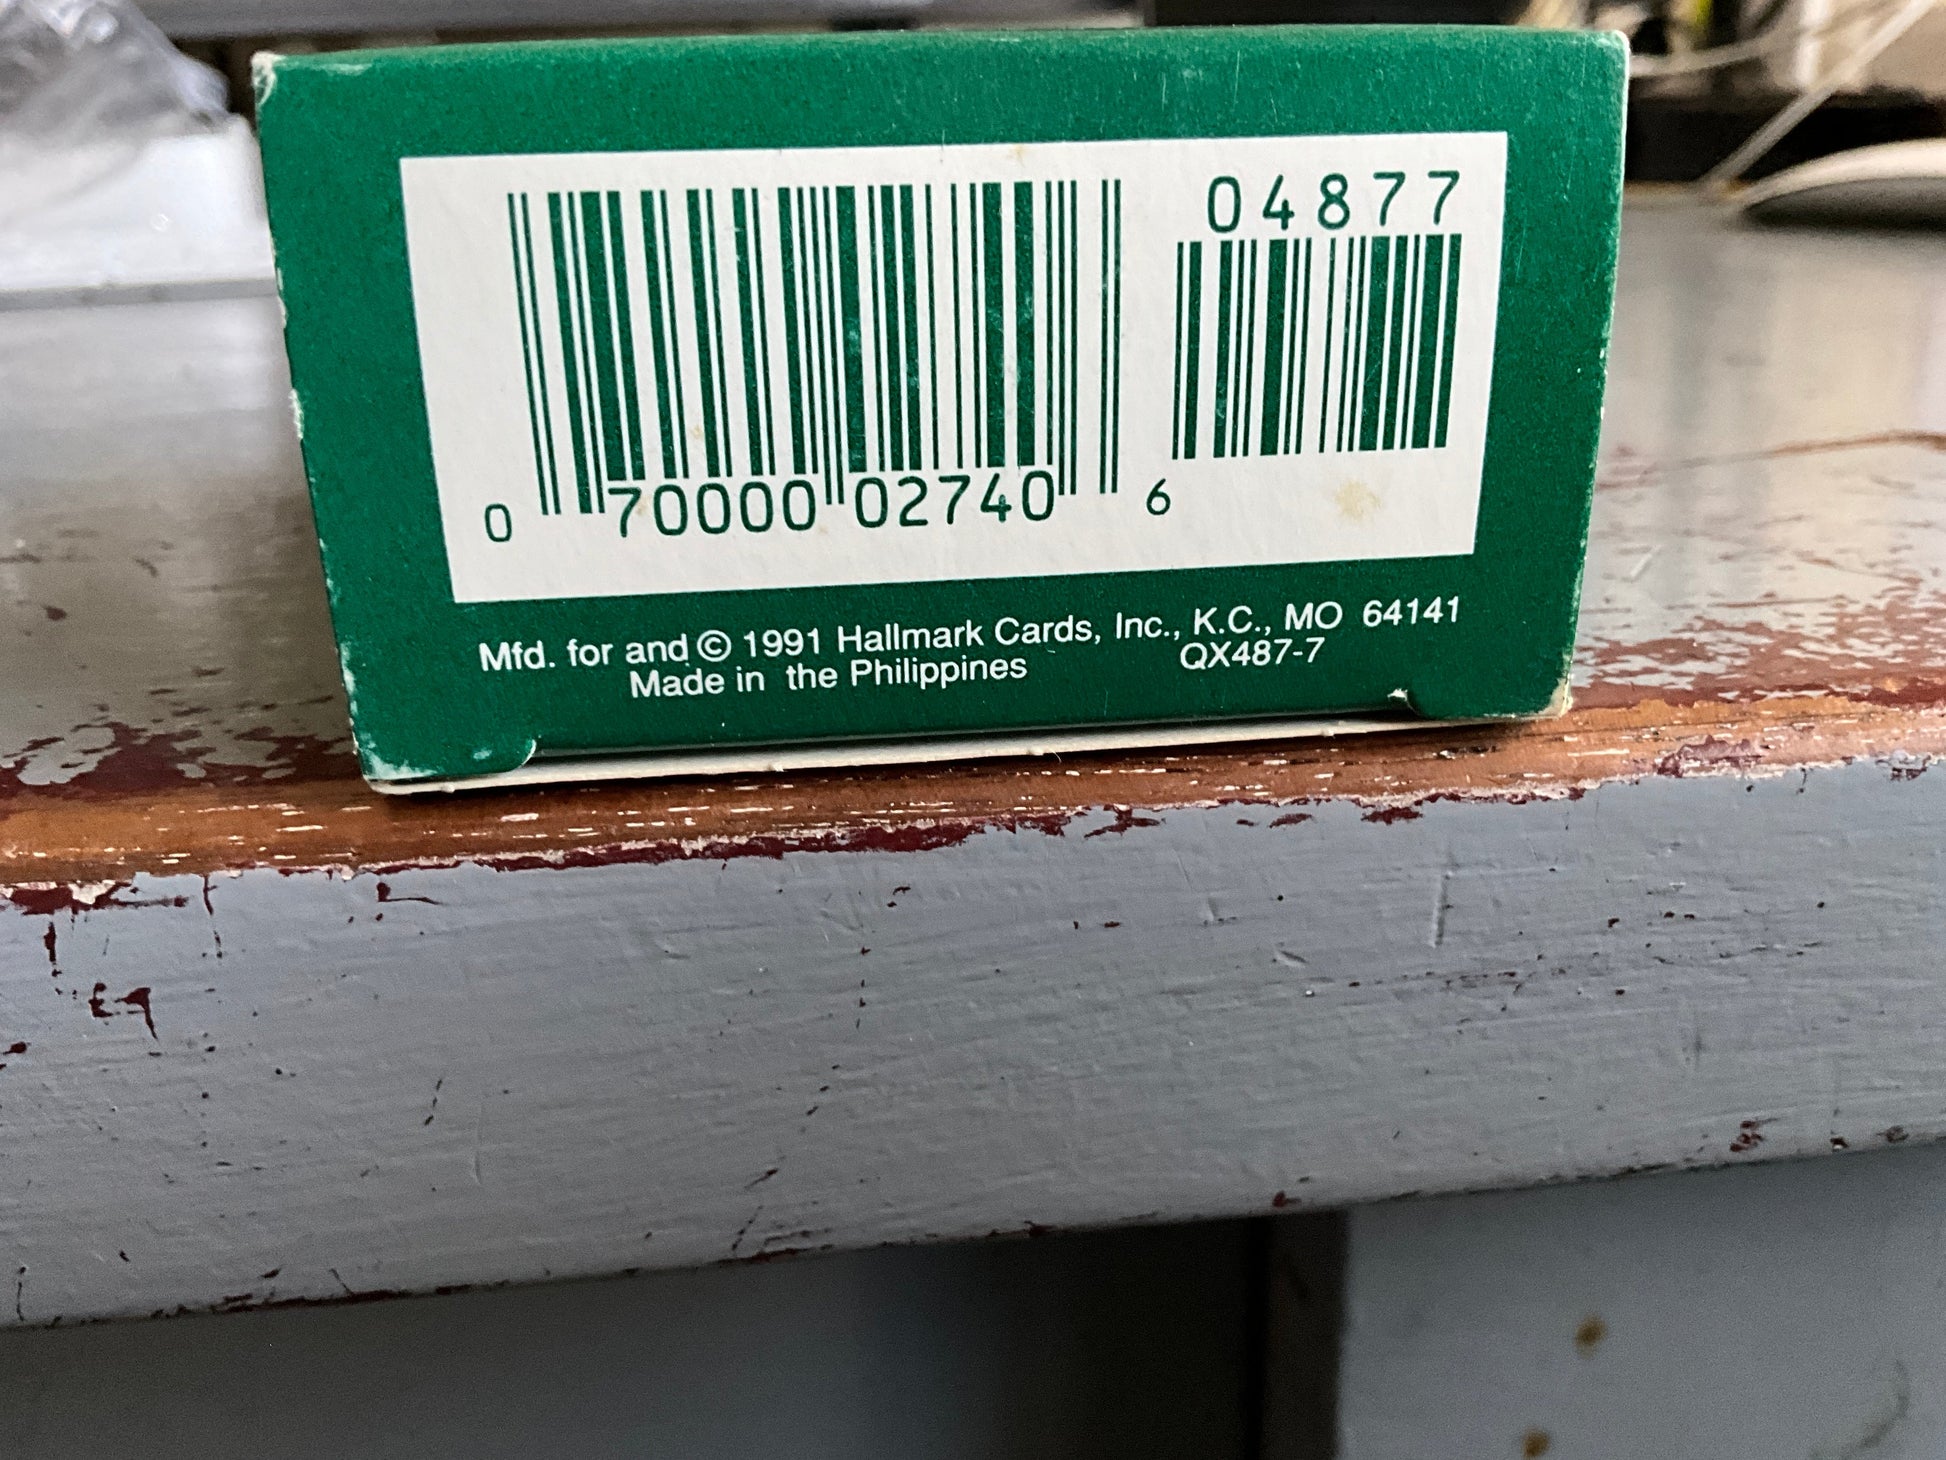 04877
0 70000 02740 6
Mfd. for and © 1991 Hallmark Cards, Inc., K.C., MO 64141
Made in the Philippines QX487-7